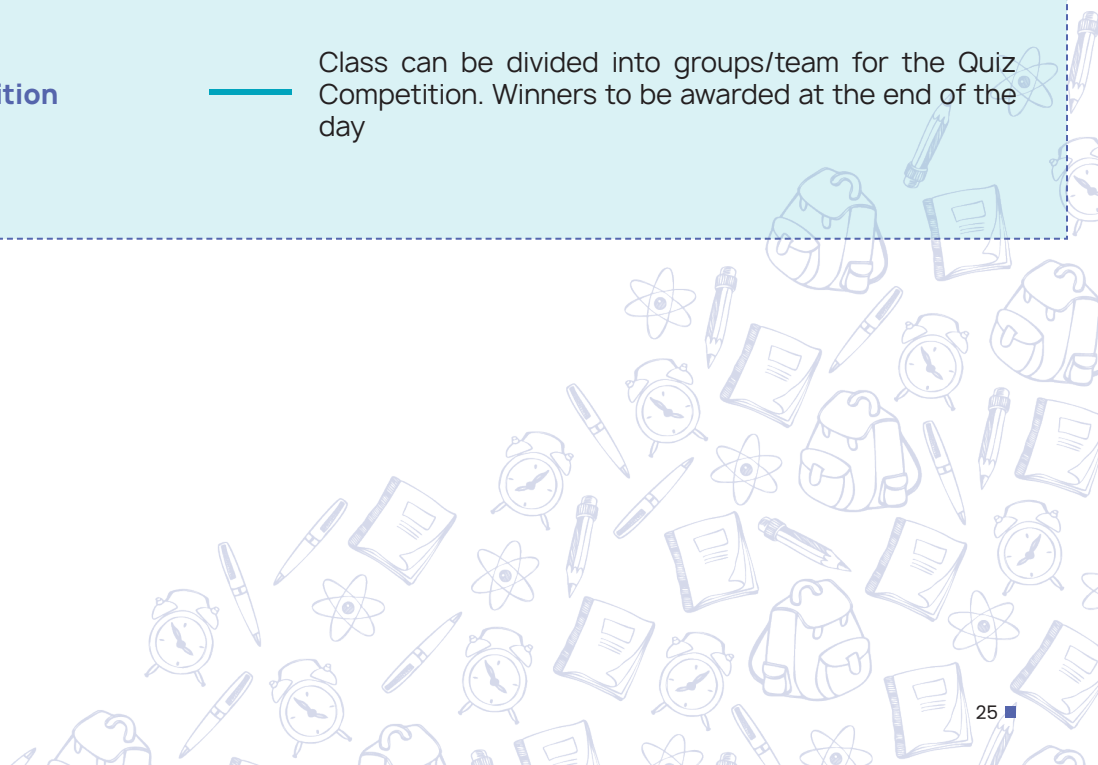 Class can be divided into groups/team for the Quiz
ition
Competition. Winners to be awarded at the end of the
day
25